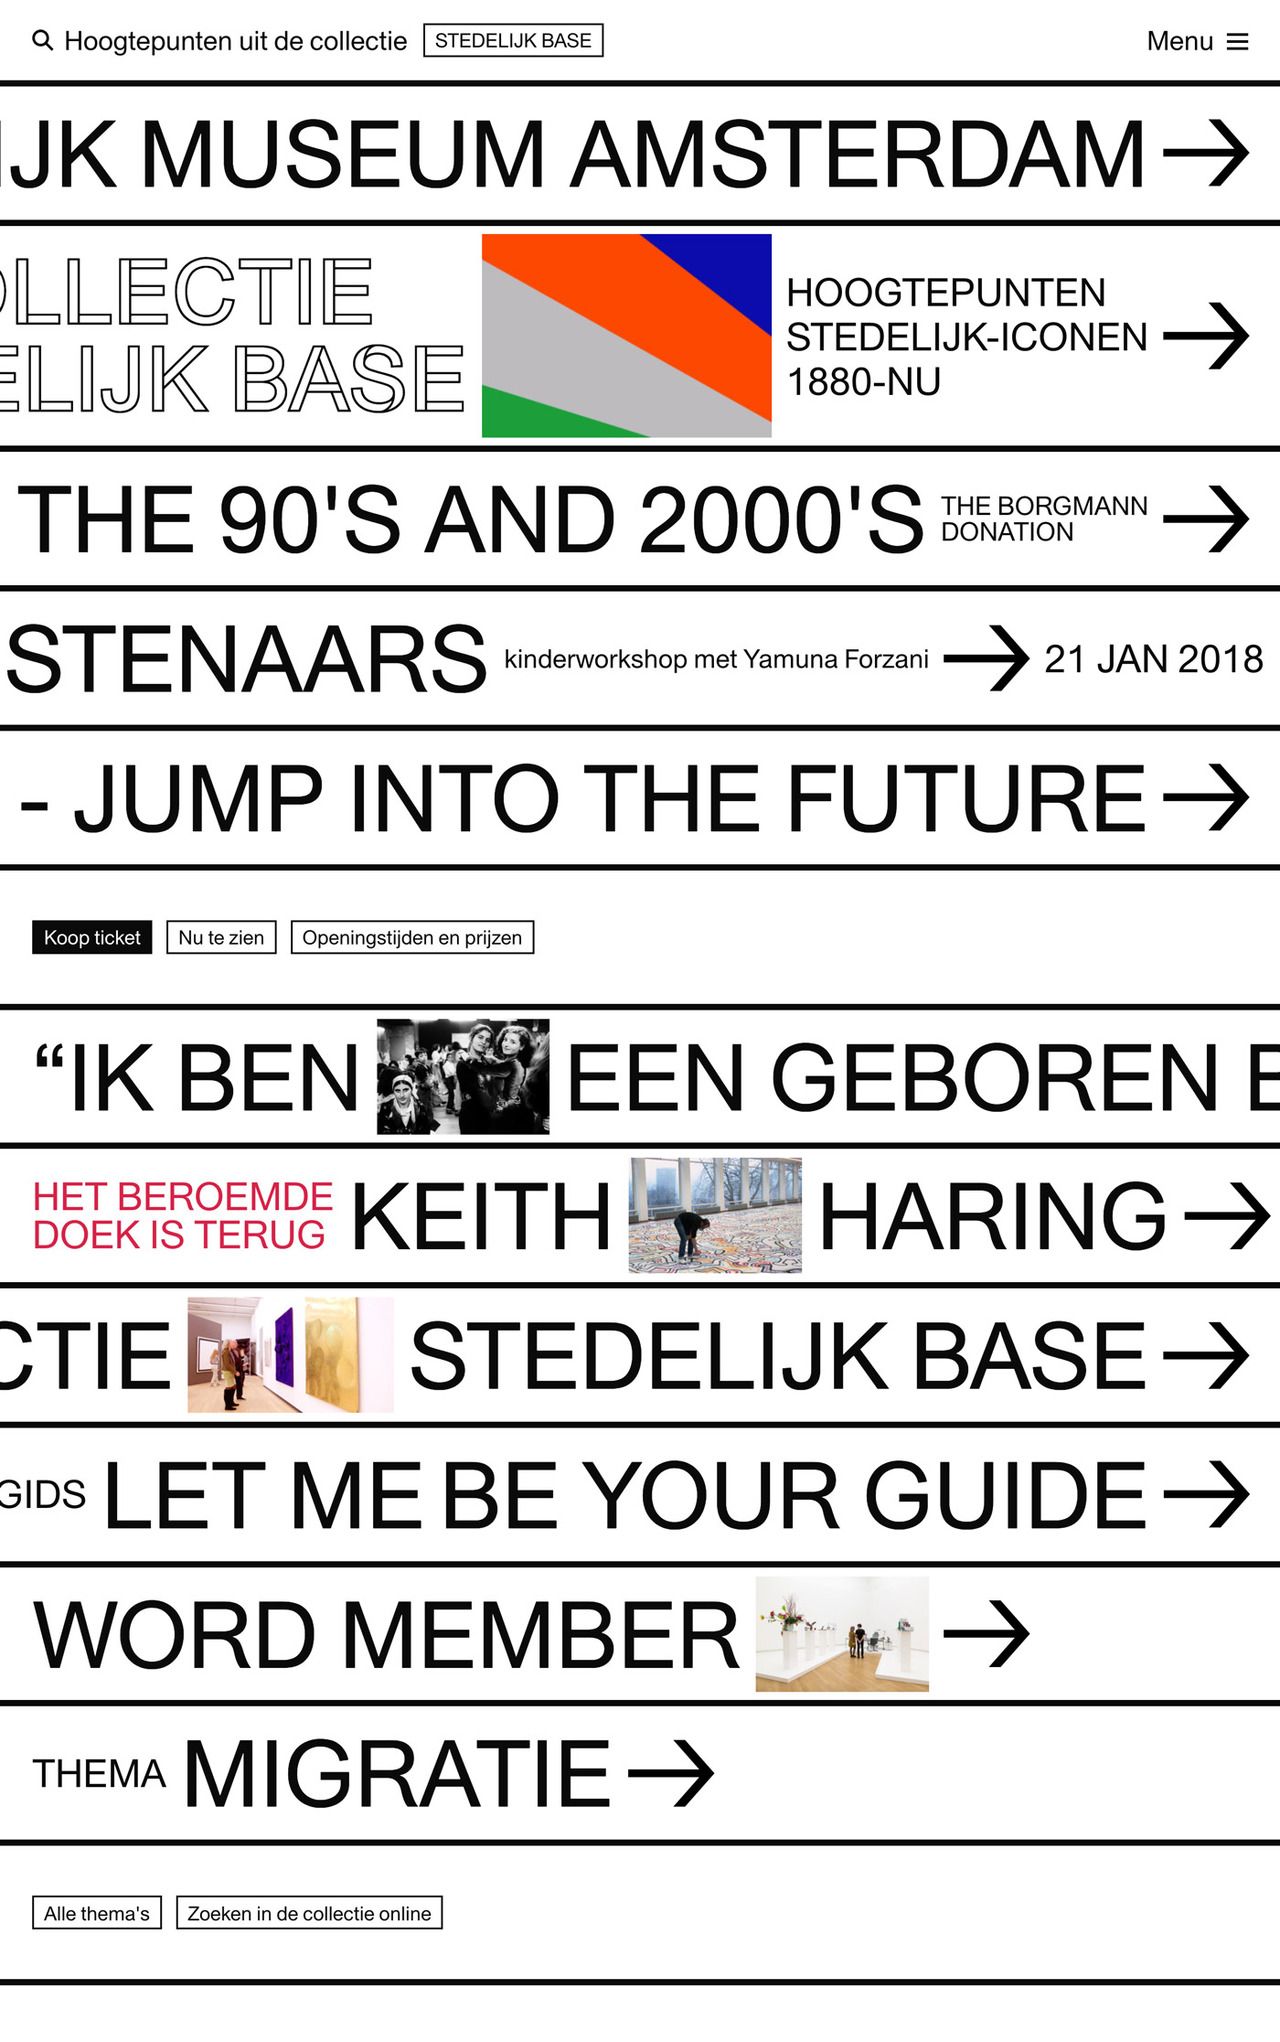 Hoogtepunten uit de collectie STEDELIJK BASE Menu
IJK MUSEUM AMSTERDAM
OLLECTIE
ELIJK BASE
HOOGTEPUNTEN
STEDELIJK-ICONEN
1880-NU
THE 90'S AND 2000'S
THE BORGMANN
DONATION
STENAARS kinderworkshop met Yamuna Forzani 21 JAN 2018
- JUMP INTO THE FUTURE
Koop ticket Nu te zien Openingstijden en prijzen
“IK BEN EEN GEBOREN E
HET BEROEMDE
DOEK IS TERUG
KEITH HARING
CTIE STEDELIJK BASE
GIDS LET ME BE YOUR GUIDE
WORD MEMBER
THEMA MIGRATIE
Alle thema's Zoeken in de collectie online